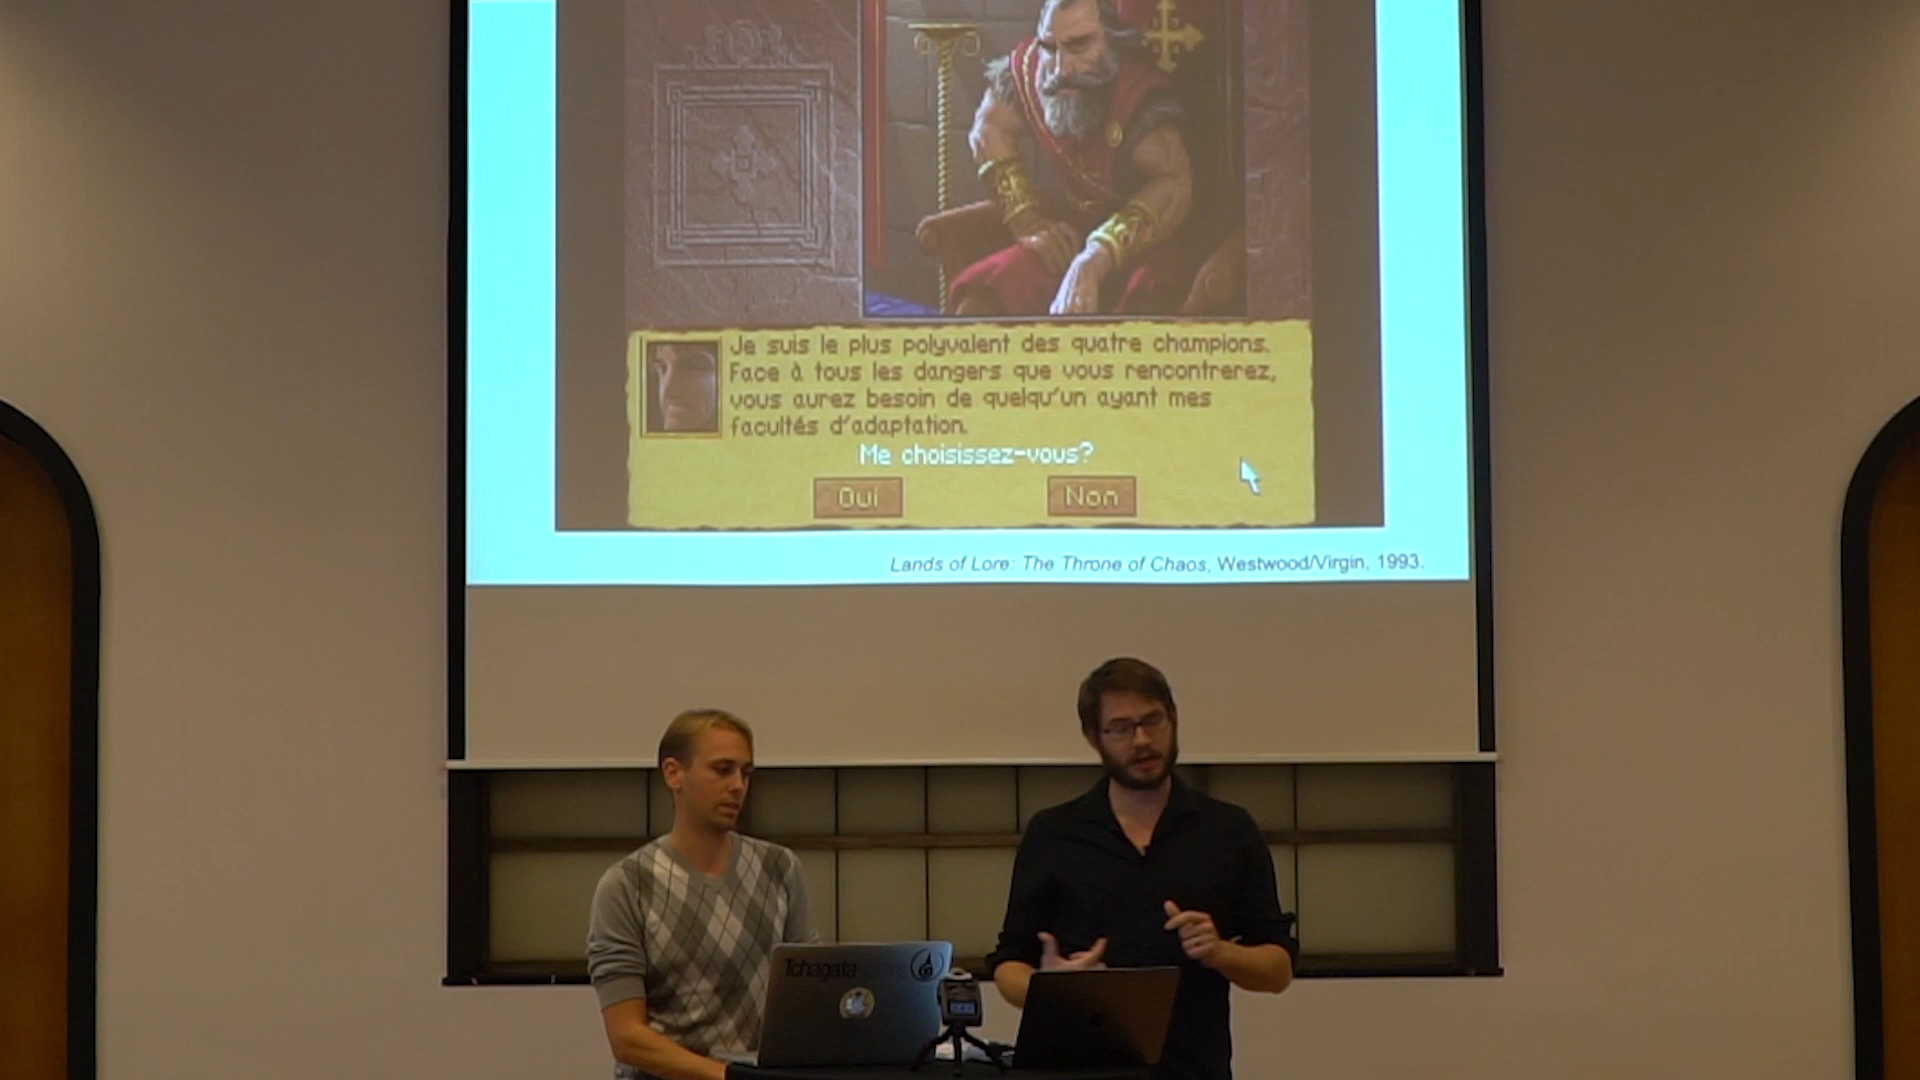 Je suis le plus polyvalent des quatre champions.
Face à tous les dangers que vous rencontrerez,
vous aurez besoin de quelqu'un ayant mes
facultés d'adaptation.
Me choisissez-vous?
Oui
Non
Lands of Lore: The Throne of Chaos, Westwood/Virgin, 1993.
Tchagata